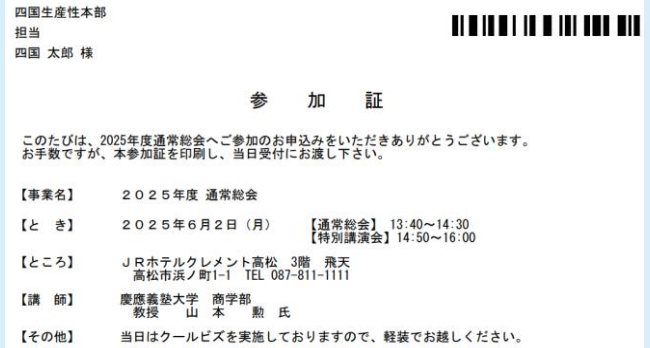 四国生産性本部
担当
四国 太郎 様
参 加 証
このたびは、2025年度通常総会へご参加のお申込みをいただきありがとうございます。
お手数ですが、本参加証を印刷し、当日受付にお渡し下さい。
【事業名】 2025年度 通常総会
【と き】 2025年6月2日（月） 【通常総会】 13:40～14:30
【特別講演会】14:50～16:00
【ところ】 JRホテルクレメント高松 3階 飛天
高松市浜ノ町1-1 TEL 087-811-1111
【講 師】 慶應義塾大学 商学部
教授 山 本 勲 氏
【その他】 当日はクールビズを実施しておりますので、軽装でお越しください。